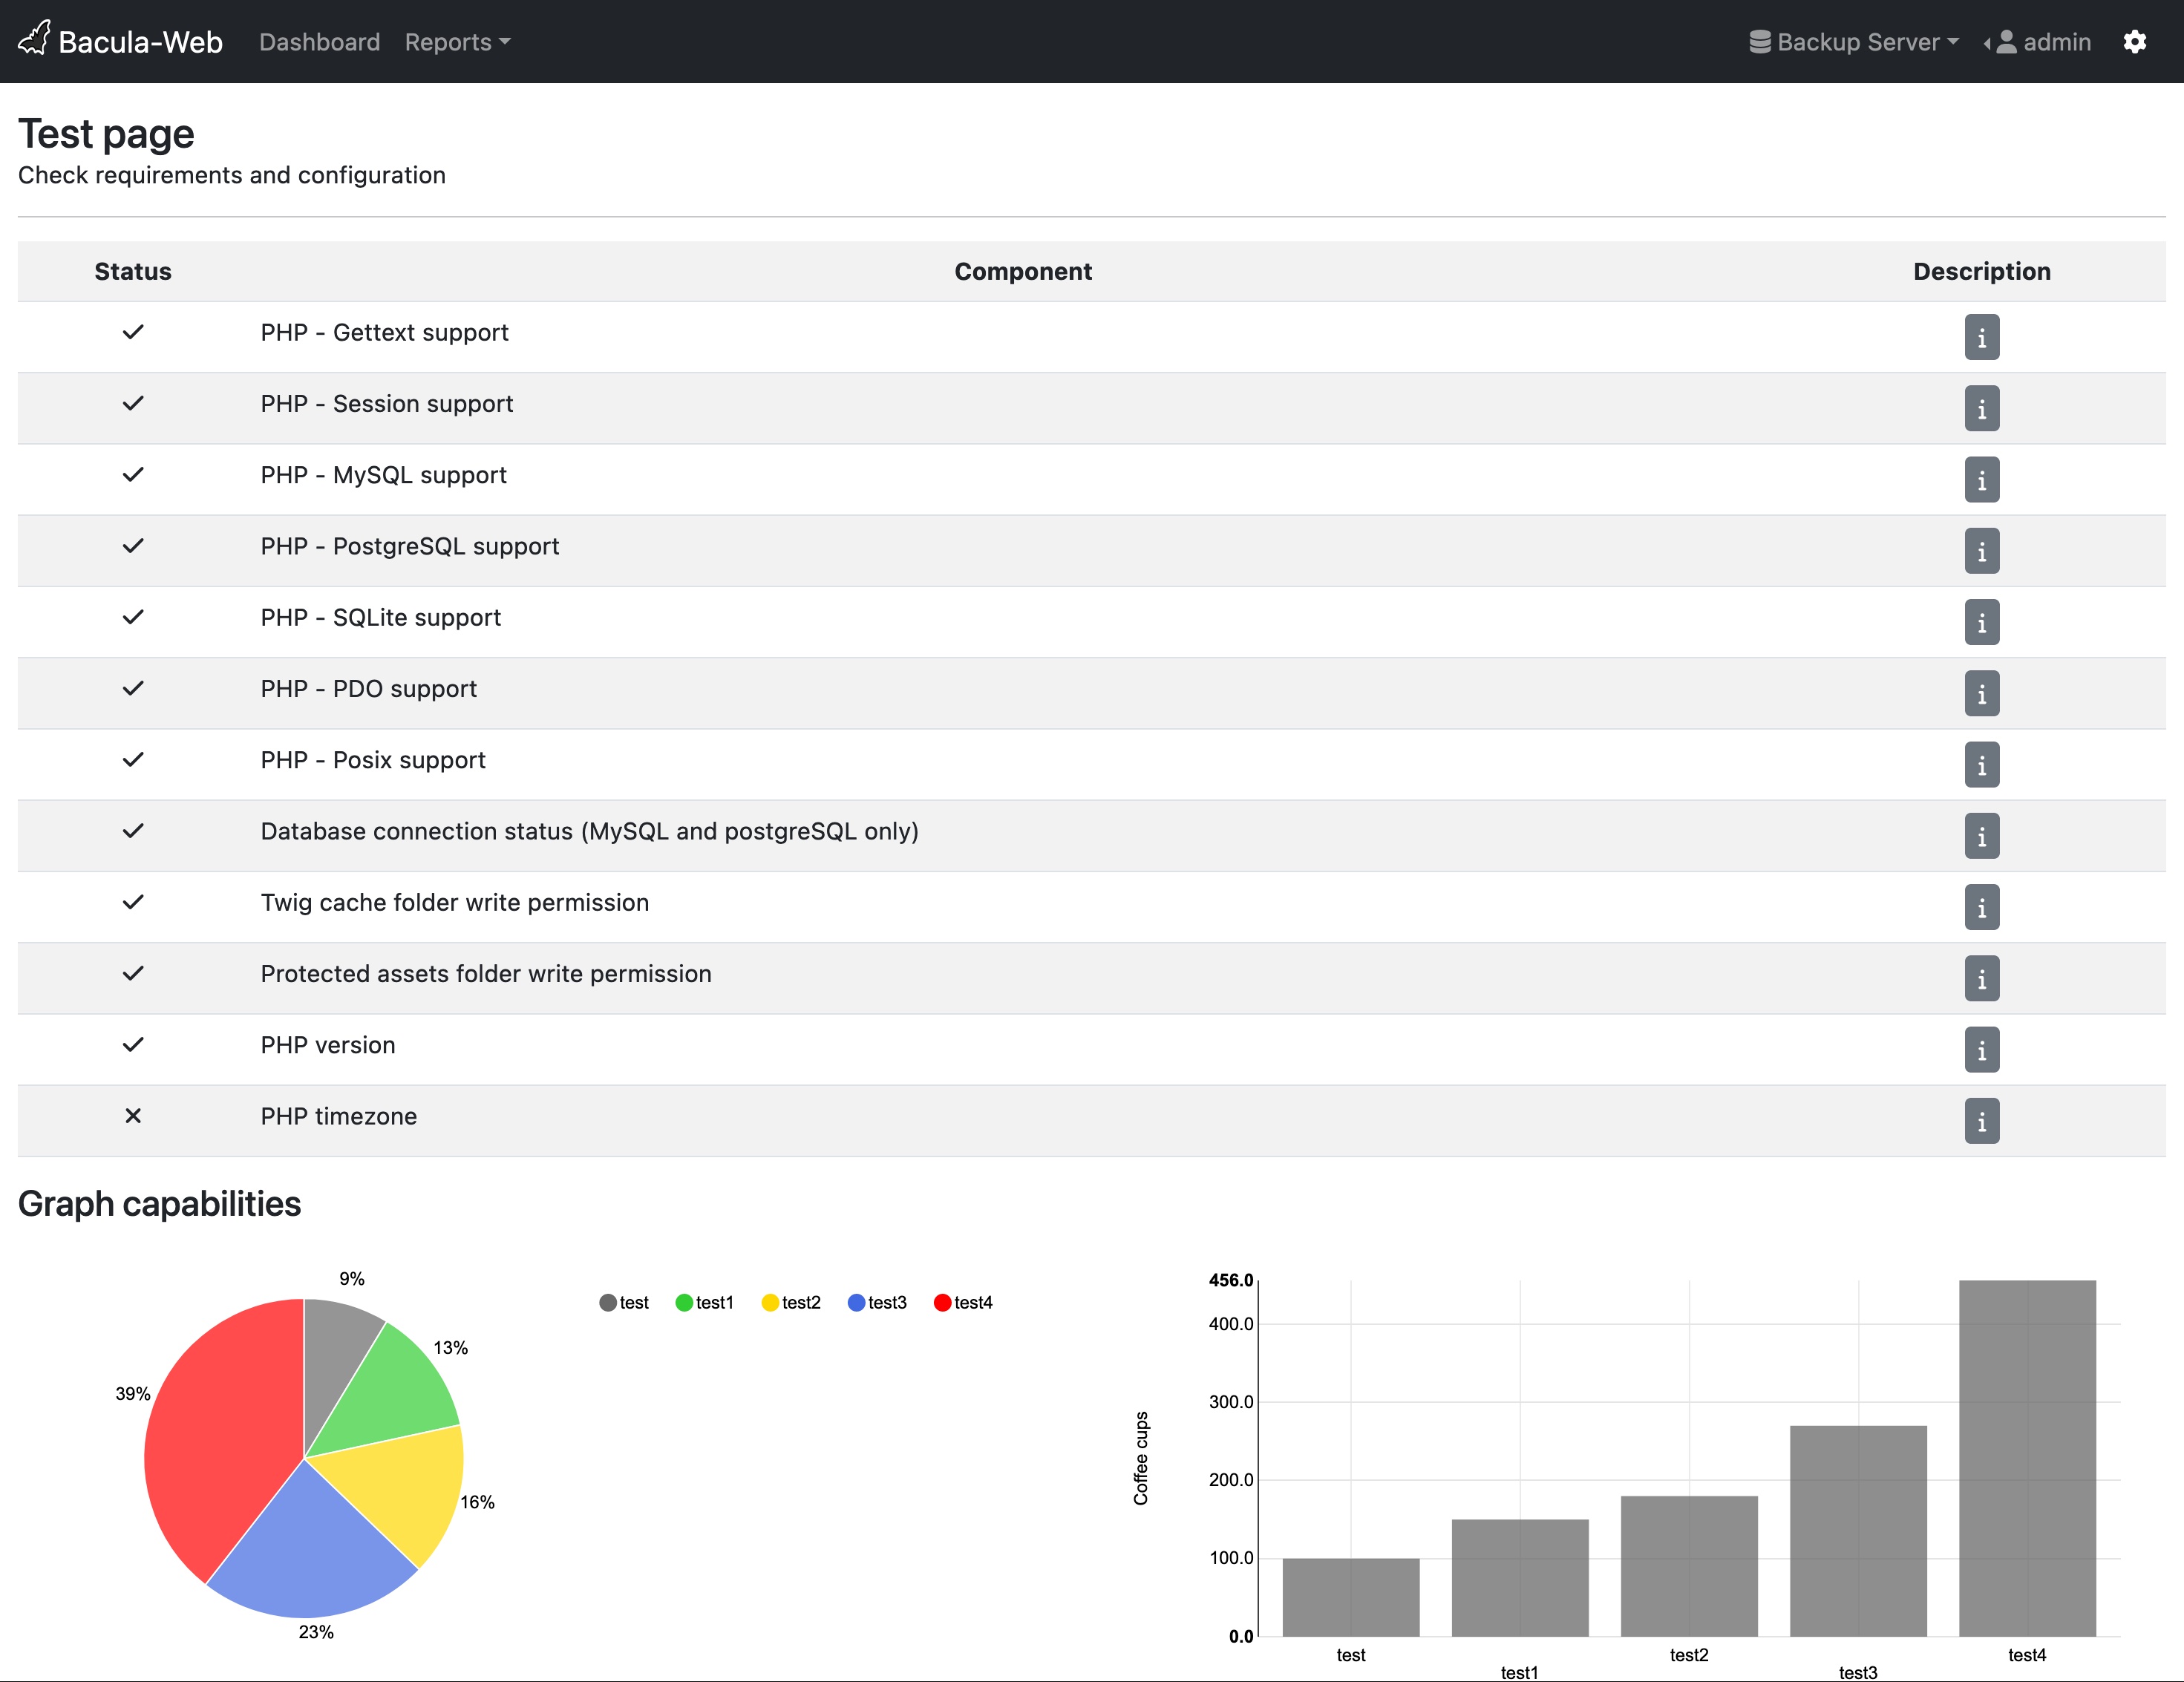 Bacula-Web Dashboard Reports Backup Server admin
Test page
Check requirements and configuration
Status Component Description
PHP - Gettext support i
PHP - Session support i
PHP - MySQL support i
PHP - PostgreSQL support i
PHP - SQLite support i
PHP - PDO support i
PHP - Posix support i
Database connection status (MySQL and postgreSQL only) i
Twig cache folder write permission i
Protected assets folder write permission i
PHP version i
PHP timezone i
Graph capabilities
9%
13%
39%
16%
23%
test test1 test2 test3 test4
456.0
400.0
300.0
200.0
100.0
0.0
Coffee cups
test
test1
test2
test3
test4